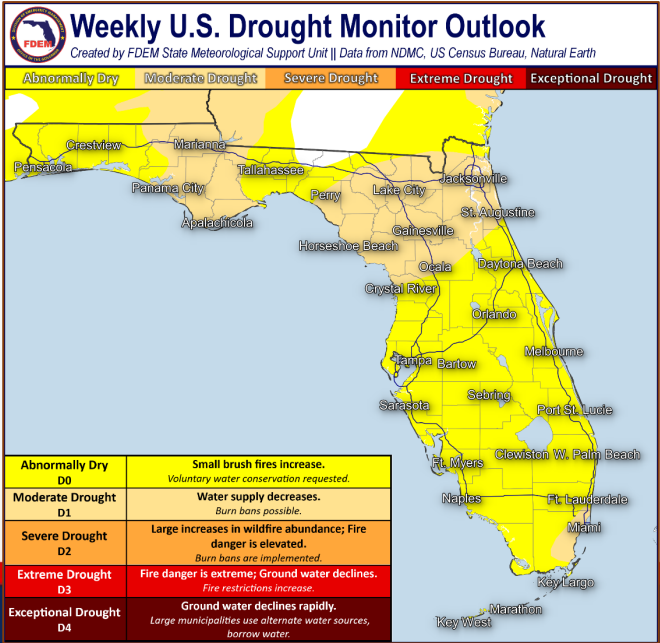 FDEM
Weekly U.S. Drought Monitor Outlook
Created by FDEM State Meteorological Support Unit || Data from NDMC, US Census Bureau, Natural Earth
Abnormally Dry Moderate Drought Severe Drought Extreme Drought Exceptional Drought
Crestview
Marianna
Pensacola
Tallahassee
Jacksonville
Panama City
Perry
Lake City
Apalachicola
St. Augustine
Gainesville
Horseshoe Beach
Ocala
Daytona Beach
Crystal River
Orlando
Tampa
Bartow
Melbourne
Sebring
Sarasota
Port St. Lucie
Clewiston
W. Palm Beach
Ft. Myers
Naples
Ft. Lauderdale
Miami
Key Largo
Marathon
Key West
Abnormally Dry
D0
Small brush fires increase.
Voluntary water conservation requested.
Moderate Drought
D1
Water supply decreases.
Burn bans possible.
Severe Drought
D2
Large increases in wildfire abundance; Fire
danger is elevated.
Burn bans are implemented.
Extreme Drought
D3
Fire danger is extreme; Ground water declines.
Fire restrictions increase.
Exceptional Drought
D4
Ground water declines rapidly.
Large municipalities use alternate water sources,
borrow water.